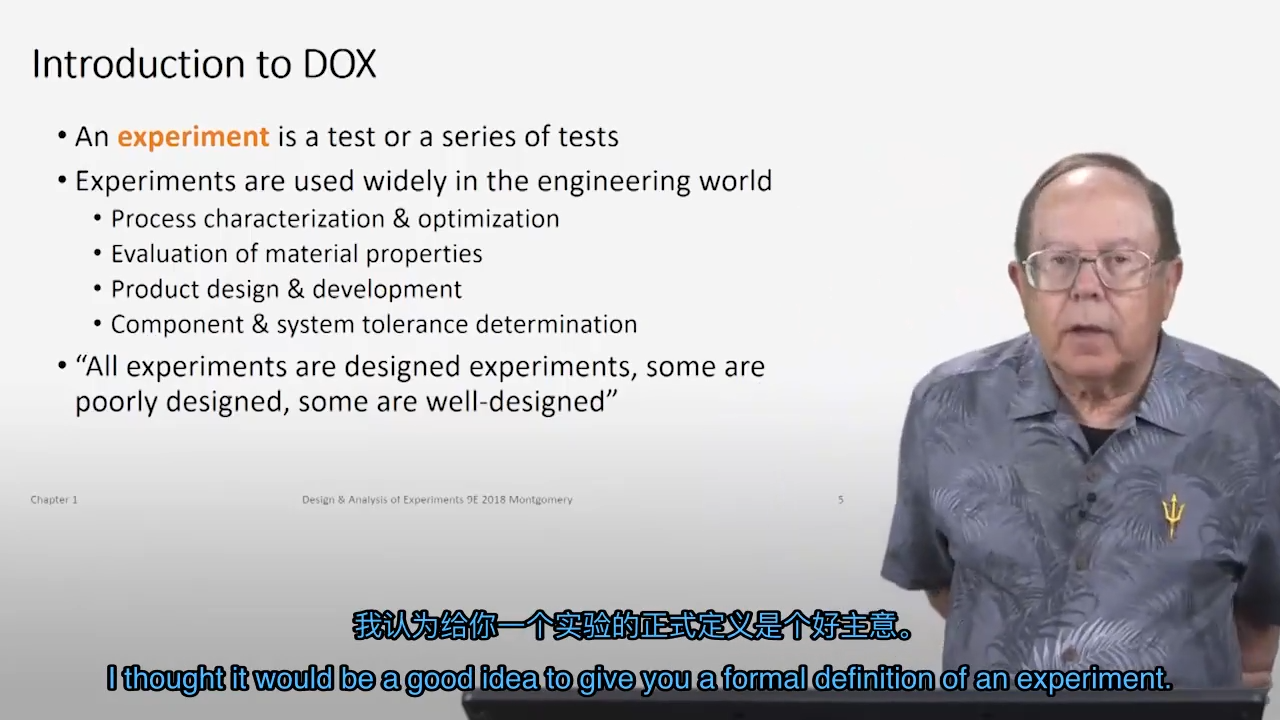 Introduction to DOX
• An experiment is a test or a series of tests
• Experiments are used widely in the engineering world
• Process characterization & optimization
• Evaluation of material properties
• Product design & development
• Component & system tolerance determination
• “All experiments are designed experiments, some are
poorly designed, some are well-designed”
Chapter 1
Design & Analysis of Experiments 9E 2018 Montgomery
5
我认为给你一个实验的正式定义是个好主意。
I thought it would be a good idea to give you a formal definition of an experiment.